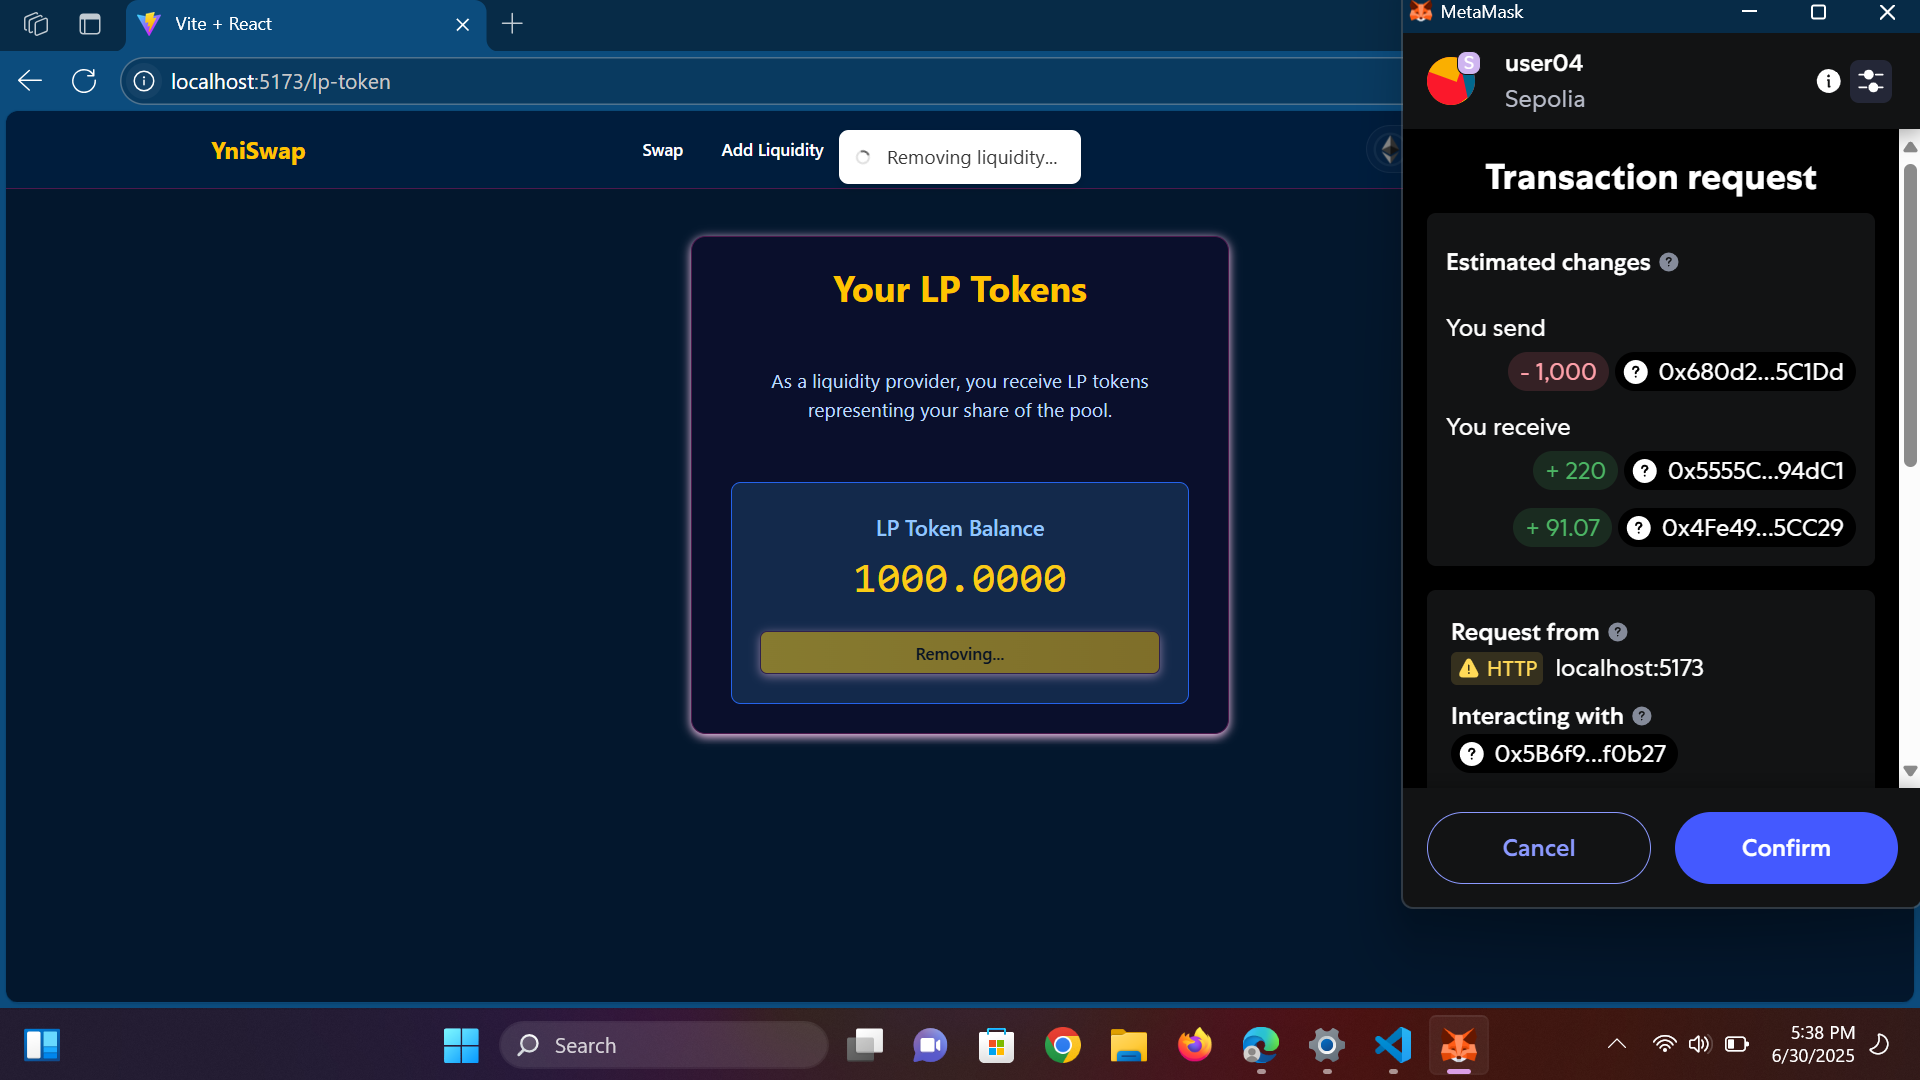 Vite + React
localhost:5173/lp-token
YniSwap
Swap
Add Liquidity
Removing liquidity...
Your LP Tokens
As a liquidity provider, you receive LP tokens
representing your share of the pool.
LP Token Balance
1000.0000
Removing...
MetaMask
S
user04
Sepolia
Transaction request
Estimated changes ?
You send
- 1,000 ? 0x680d2...5C1Dd
You receive
+ 220 ? 0x5555C...94dC1
+ 91.07 ? 0x4Fe49...5CC29
Request from ?
HTTP localhost:5173
Interacting with ?
? 0x5B6f9...f0b27
Cancel
Confirm
Search
5:38 PM
6/30/2025